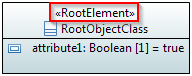 «RootElement»
RootObjectClass
attribute1: Boolean [1] = true